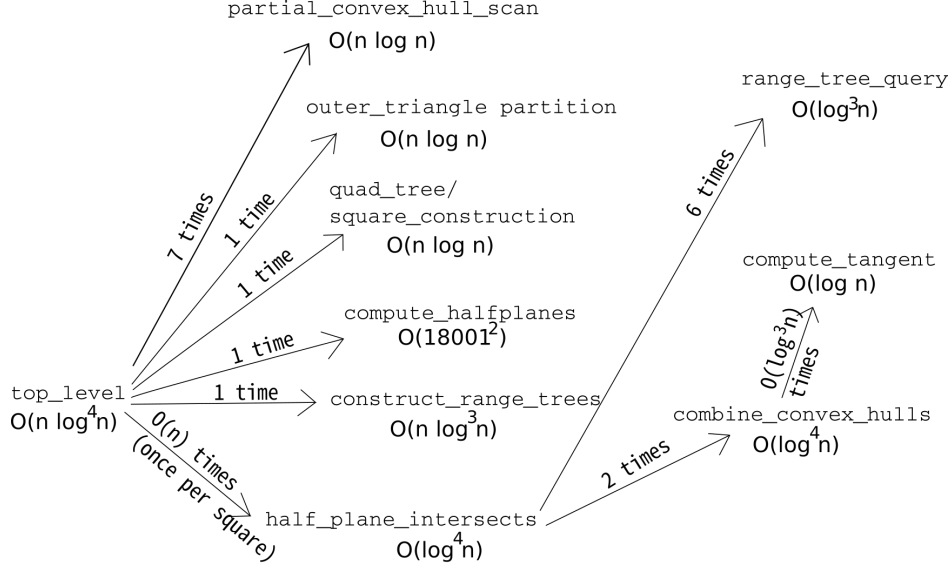 partial_convex_hull_scan
O(n log n)
outer_triangle partition
O(n log n)
quad_tree/
square_construction
O(n log n)
compute_halfplanes
O(18001²)
construct_range_trees
O(n log³n)
top_level
O(n log⁴n)
half_plane_intersects
O(log⁴n)
7 times
1 time
1 time
1 time
1 time
O(n) times
(once per square)
range_tree_query
O(log³n)
6 times
compute_tangent
O(log n)
O(log³n)
times
combine_convex_hulls
O(log⁴n)
2 times